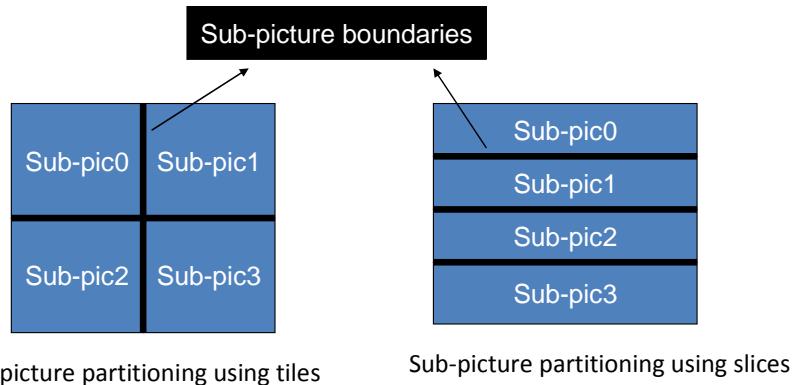 Sub-picture boundaries
Sub-pic0 Sub-pic1
Sub-pic2 Sub-pic3
Sub-pic0
Sub-pic1
Sub-pic2
Sub-pic3
picture partitioning using tiles
Sub-picture partitioning using slices